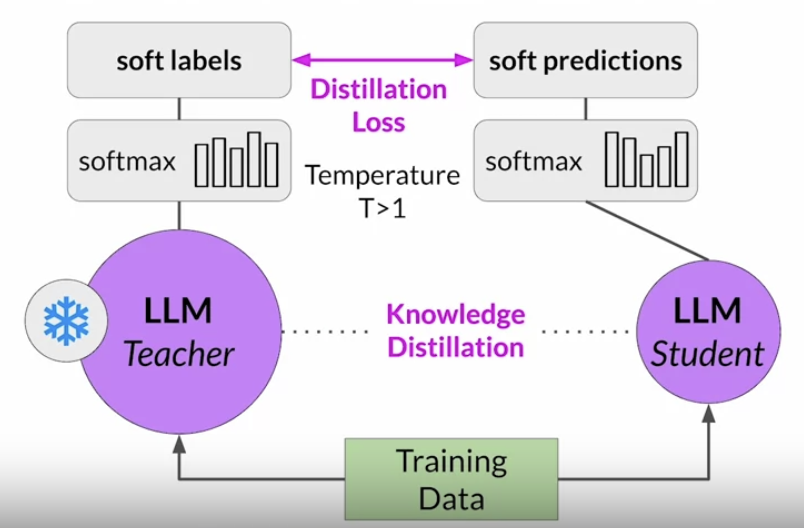 soft labels
soft predictions
Distillation
Loss
softmax
softmax
Temperature
T>1
LLM
Teacher
Knowledge
Distillation
LLM
Student
Training
Data